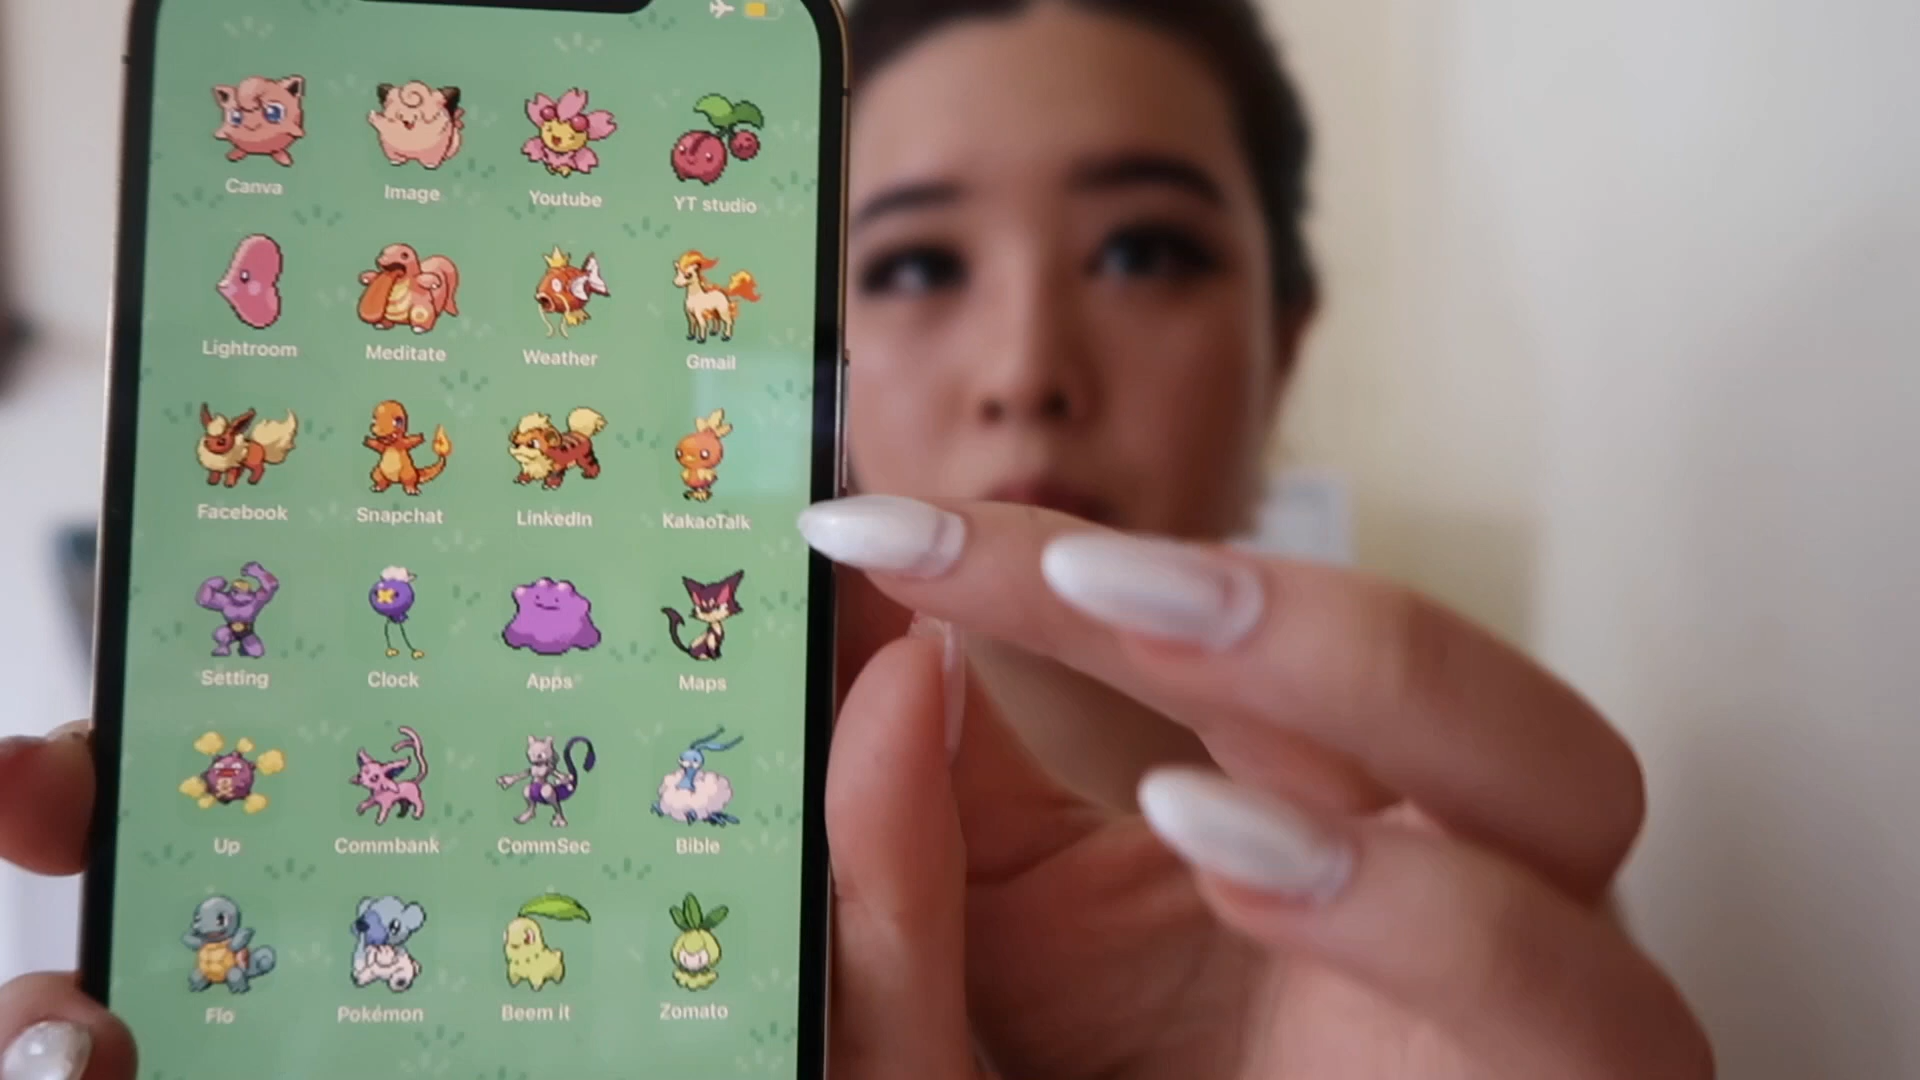 Canva Image Youtube YT studio
Lightroom Meditate Weather Gmail
Facebook Snapchat LinkedIn KakaoTalk
Setting Clock Apps Maps
Up Commbank CommSec Bible
Flo Pokémon Beem it Zomato